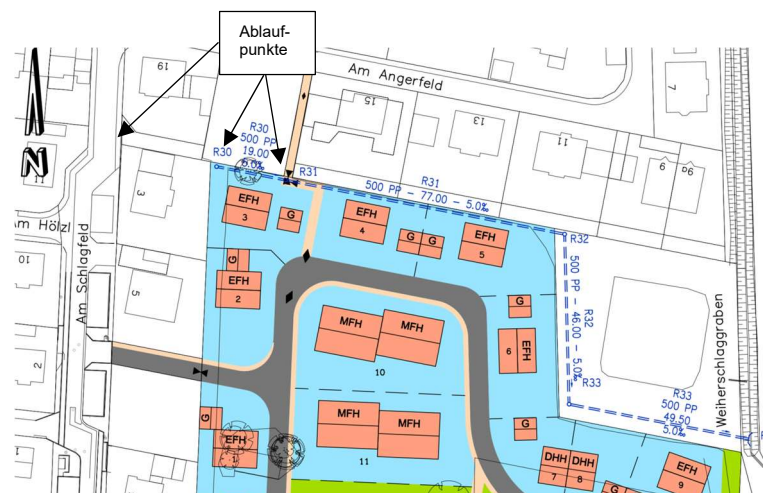 Ablauf-
punkte
Am Angerfeld
19
15
13
11
9
9a
7
11
N
R30
500 PP
19.00
5.0‰
R30
R31
R31
500 PP - 77.00 - 5.0‰
R32
R32
500 PP - 46.00 - 5.0‰
R33
R33
500 PP
49.50
5.0‰
3
Am Hölzl
10
5
2
Am Schlagfeld
Weiherschlaggraben
EFH
3
G
EFH
4
G G
EFH
5
G
EFH
2
MFH
MFH
10
G
6
EFH
MFH
MFH
11
G
EFH
1
G
DHH
7
DHH
8
G
EFH
9